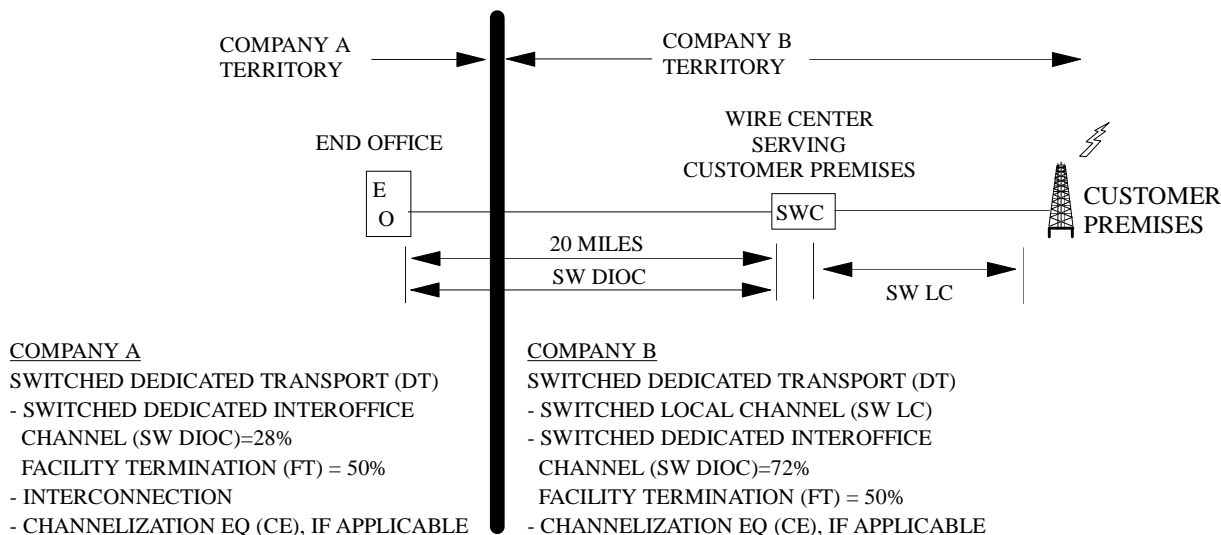 COMPANY A
TERRITORY
COMPANY B
TERRITORY
END OFFICE
WIRE CENTER
SERVING
CUSTOMER PREMISES
E
O
SWC
CUSTOMER
PREMISES
20 MILES
SW DIOC
SW LC
COMPANY A
SWITCHED DEDICATED TRANSPORT (DT)
- SWITCHED DEDICATED INTEROFFICE
CHANNEL (SW DIOC)=28%
FACILITY TERMINATION (FT) = 50%
- INTERCONNECTION
- CHANNELIZATION EQ (CE), IF APPLICABLE
COMPANY B
SWITCHED DEDICATED TRANSPORT (DT)
- SWITCHED LOCAL CHANNEL (SW LC)
- SWITCHED DEDICATED INTEROFFICE
CHANNEL (SW DIOC)=72%
FACILITY TERMINATION (FT) = 50%
- CHANNELIZATION EQ (CE), IF APPLICABLE